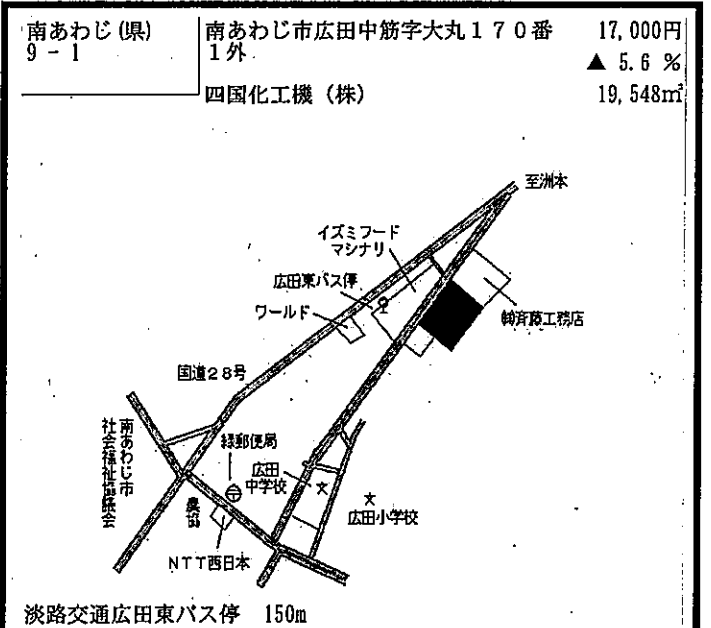 南あわじ(県)
9-1
南あわじ市広田中筋字大丸170番
1外
四国化工機(株)
17,000円
▲ 5.6 %
19,548㎡
至洲本
イズミフード
マシナリ
広田東バス停
ワールド
㈱斉藤工務店
国道28号
南あわじ市
社会福祉協議会
緑郵便局
農協
広田
中学校
広田小学校
NTT西日本
淡路交通広田東バス停 150m